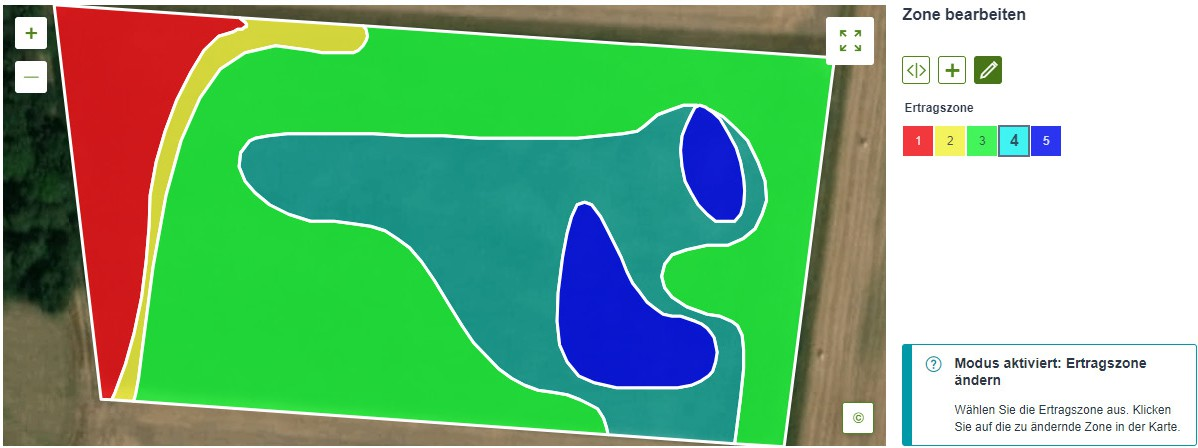 Zone bearbeiten
+
—
+
Ertragszone
1 2 3 4 5
Modus aktiviert: Ertragszone
ändern
?
Wählen Sie die Ertragszone aus. Klicken
Sie auf die zu ändernde Zone in der Karte.
©